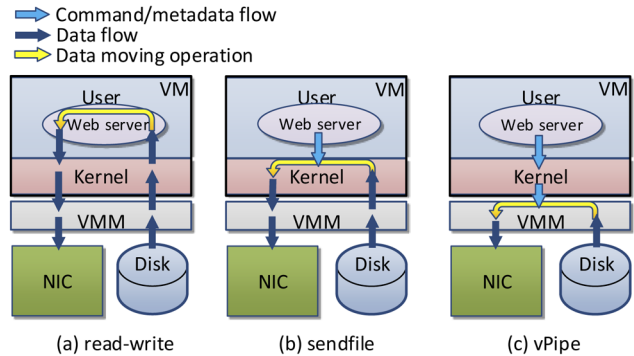 Command/metadata flow
Data flow
Data moving operation
VM
User
Web server
Kernel
VMM
NIC
Disk
(a) read-write
VM
User
Web server
Kernel
VMM
NIC
Disk
(b) sendfile
VM
User
Web server
Kernel
VMM
NIC
Disk
(c) vPipe